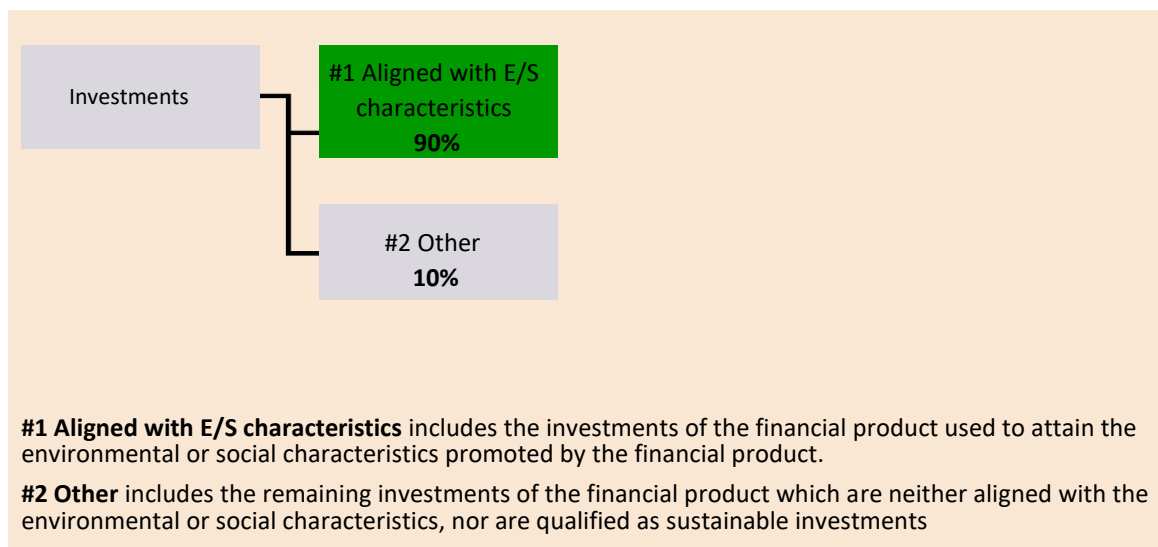 Investments
#1 Aligned with E/S
characteristics
90%
#2 Other
10%
#1 Aligned with E/S characteristics includes the investments of the financial product used to attain the
environmental or social characteristics promoted by the financial product.
#2 Other includes the remaining investments of the financial product which are neither aligned with the
environmental or social characteristics, nor are qualified as sustainable investments